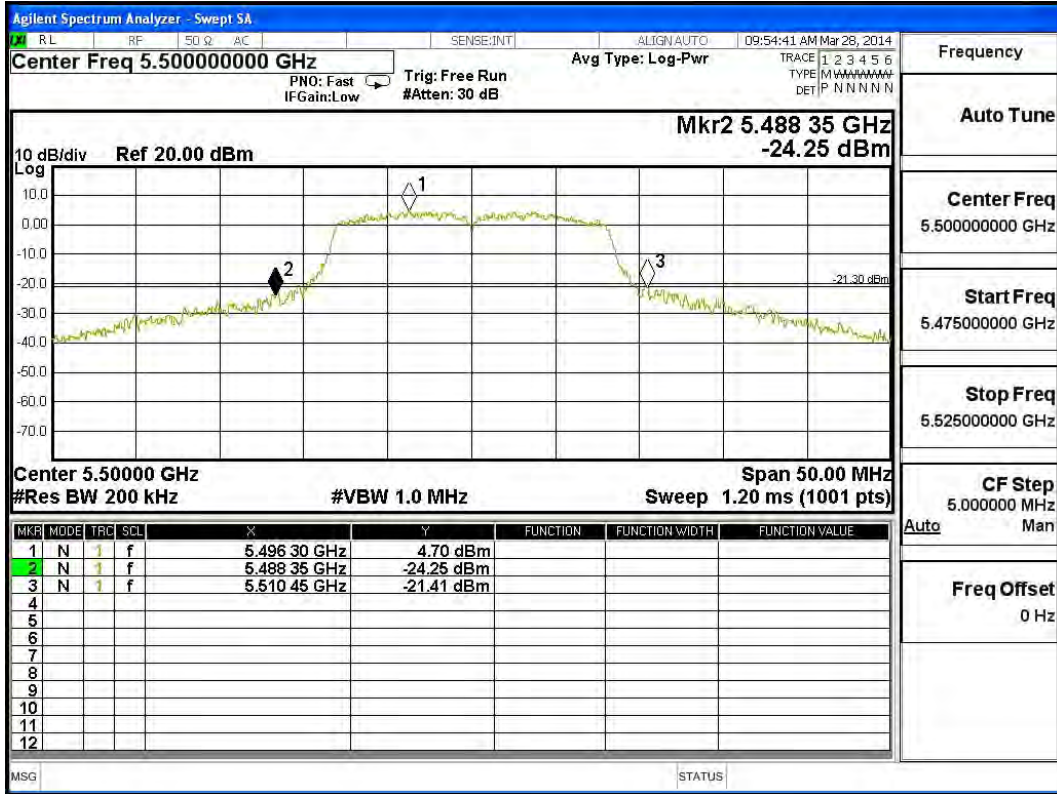 Agilent Spectrum Analyzer - Swept SA
RL RF 50 Ω AC SENSE:INT ALIGN AUTO 09:54:41 AM Mar 28, 2014
Center Freq 5.500000000 GHz
PNO: Fast
IFGain:Low
Trig: Free Run
#Atten: 30 dB
Avg Type: Log-Pwr
TRACE 1 2 3 4 5 6
TYPE M
DET P N N N N N
Mkr2 5.488 35 GHz
-24.25 dBm
10 dB/div Ref 20.00 dBm
Log
10.0
0.00
-10.0
-20.0
-30.0
-40.0
-50.0
-60.0
-70.0
1
2
3
-21.30 dBm
Center 5.50000 GHz Span 50.00 MHz
#Res BW 200 kHz #VBW 1.0 MHz Sweep 1.20 ms (1001 pts)
MKR MODE TRC SCL X Y FUNCTION FUNCTION WIDTH FUNCTION VALUE
1 N 1 f 5.496 30 GHz 4.70 dBm
2 N 1 f 5.488 35 GHz -24.25 dBm
3 N 1 f 5.510 45 GHz -21.41 dBm
4
5
6
7
8
9
10
11
12
MSG STATUS
Frequency
Auto Tune
Center Freq
5.500000000 GHz
Start Freq
5.475000000 GHz
Stop Freq
5.525000000 GHz
CF Step
5.000000 MHz
Auto Man
Freq Offset
0 Hz